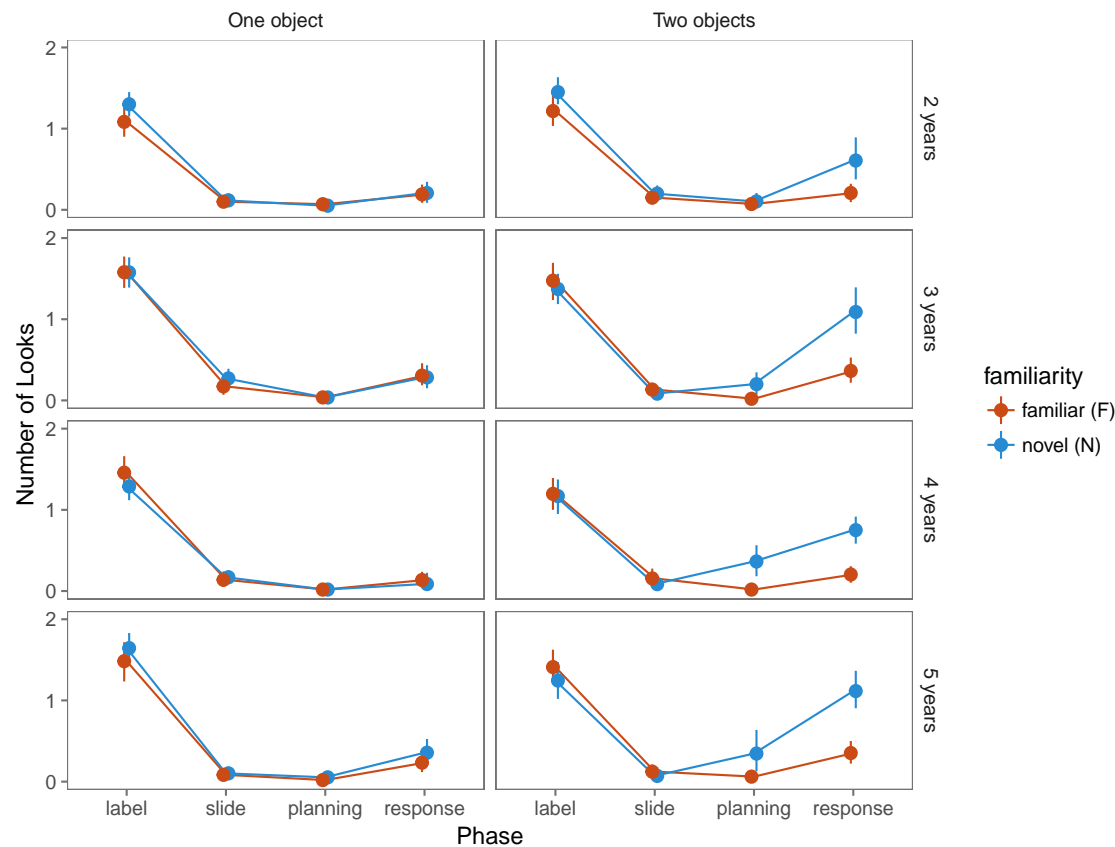 One object
Two objects
2
1
0
2 years
2
1
0
3 years
2
1
0
4 years
2
1
0
5 years
label
slide
planning
response
label
slide
planning
response
Phase
Number of Looks
familiarity
familiar (F)
novel (N)